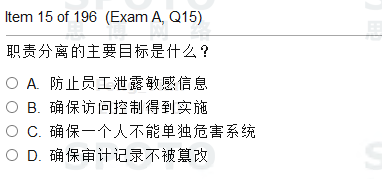 Item 15 of 196 (Exam A, Q15)
职责分离的主要目标是什么？
A. 防止员工泄露敏感信息
B. 确保访问控制得到实施
C. 确保一个人不能单独危害系统
D. 确保审计记录不被篡改